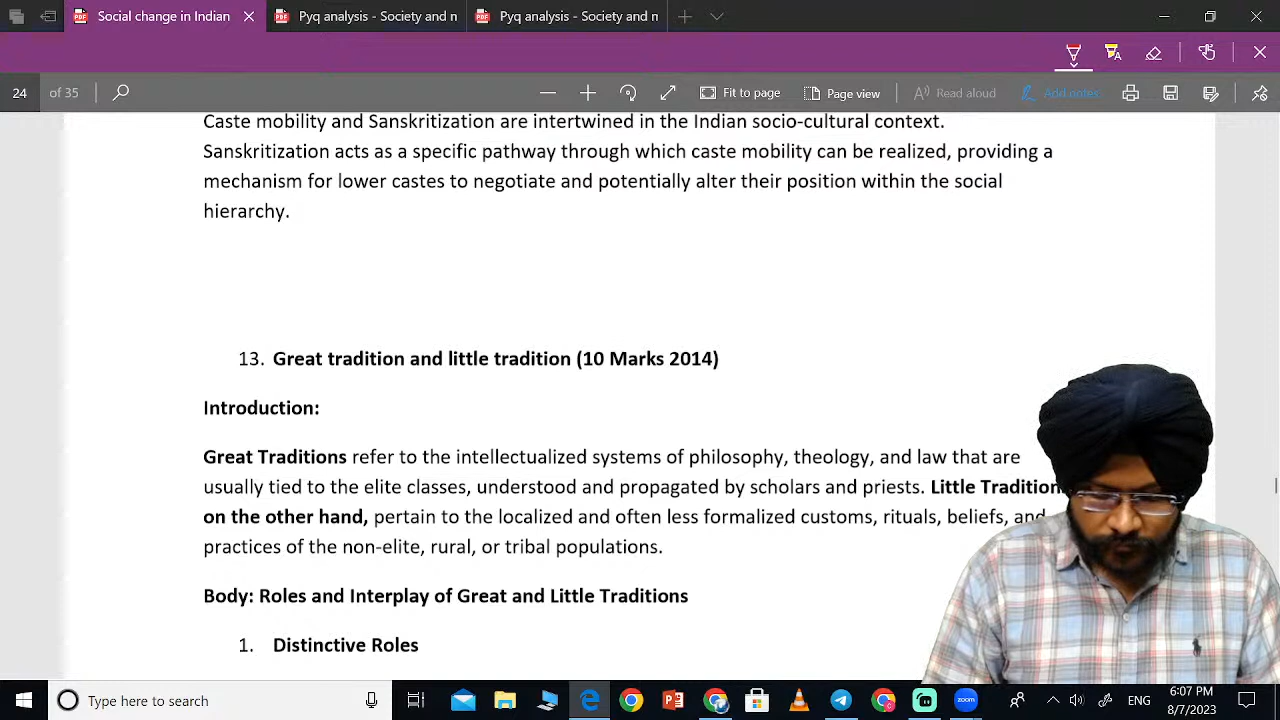 Social change in Indian
Pyq analysis - Society and n
Pyq analysis - Society and n
24 of 35
Fit to page
Page view
Read aloud
Add notes
Caste mobility and Sanskritization are intertwined in the Indian socio-cultural context.
Sanskritization acts as a specific pathway through which caste mobility can be realized, providing a
mechanism for lower castes to negotiate and potentially alter their position within the social
hierarchy.
13. Great tradition and little tradition (10 Marks 2014)
Introduction:
Great Traditions refer to the intellectualized systems of philosophy, theology, and law that are
usually tied to the elite classes, understood and propagated by scholars and priests. Little Tradition
on the other hand, pertain to the localized and often less formalized customs, rituals, beliefs, and
practices of the non-elite, rural, or tribal populations.
Body: Roles and Interplay of Great and Little Traditions
1. Distinctive Roles
Type here to search
zoom
ENG
6:07 PM
8/7/2023